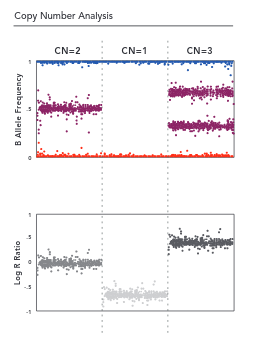 Copy Number Analysis
CN=2 CN=1 CN=3
B Allele Frequency
1
.5
0
Log R Ratio
1
.5
0
-.5
-1